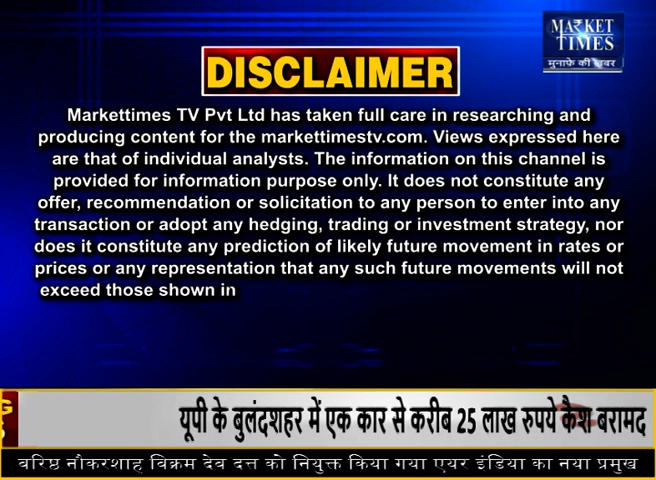 MARKET
TIMES
मुनाफे की खबर
DISCLAIMER
Markettimes TV Pvt Ltd has taken full care in researching and
producing content for the markettimestv.com. Views expressed here
are that of individual analysts. The information on this channel is
provided for information purpose only. It does not constitute any
offer, recommendation or solicitation to any person to enter into any
transaction or adopt any hedging, trading or investment strategy, nor
does it constitute any prediction of likely future movement in rates or
prices or any representation that any such future movements will not
exceed those shown in
यूपी के बुलंदशहर में एक कार से करीब 25 लाख रुपये कैश बरामद
वरिष्ठ नौकरशाह विक्रम देव दत्त को नियुक्त किया गया एयर इंडिया का नया प्रमुख